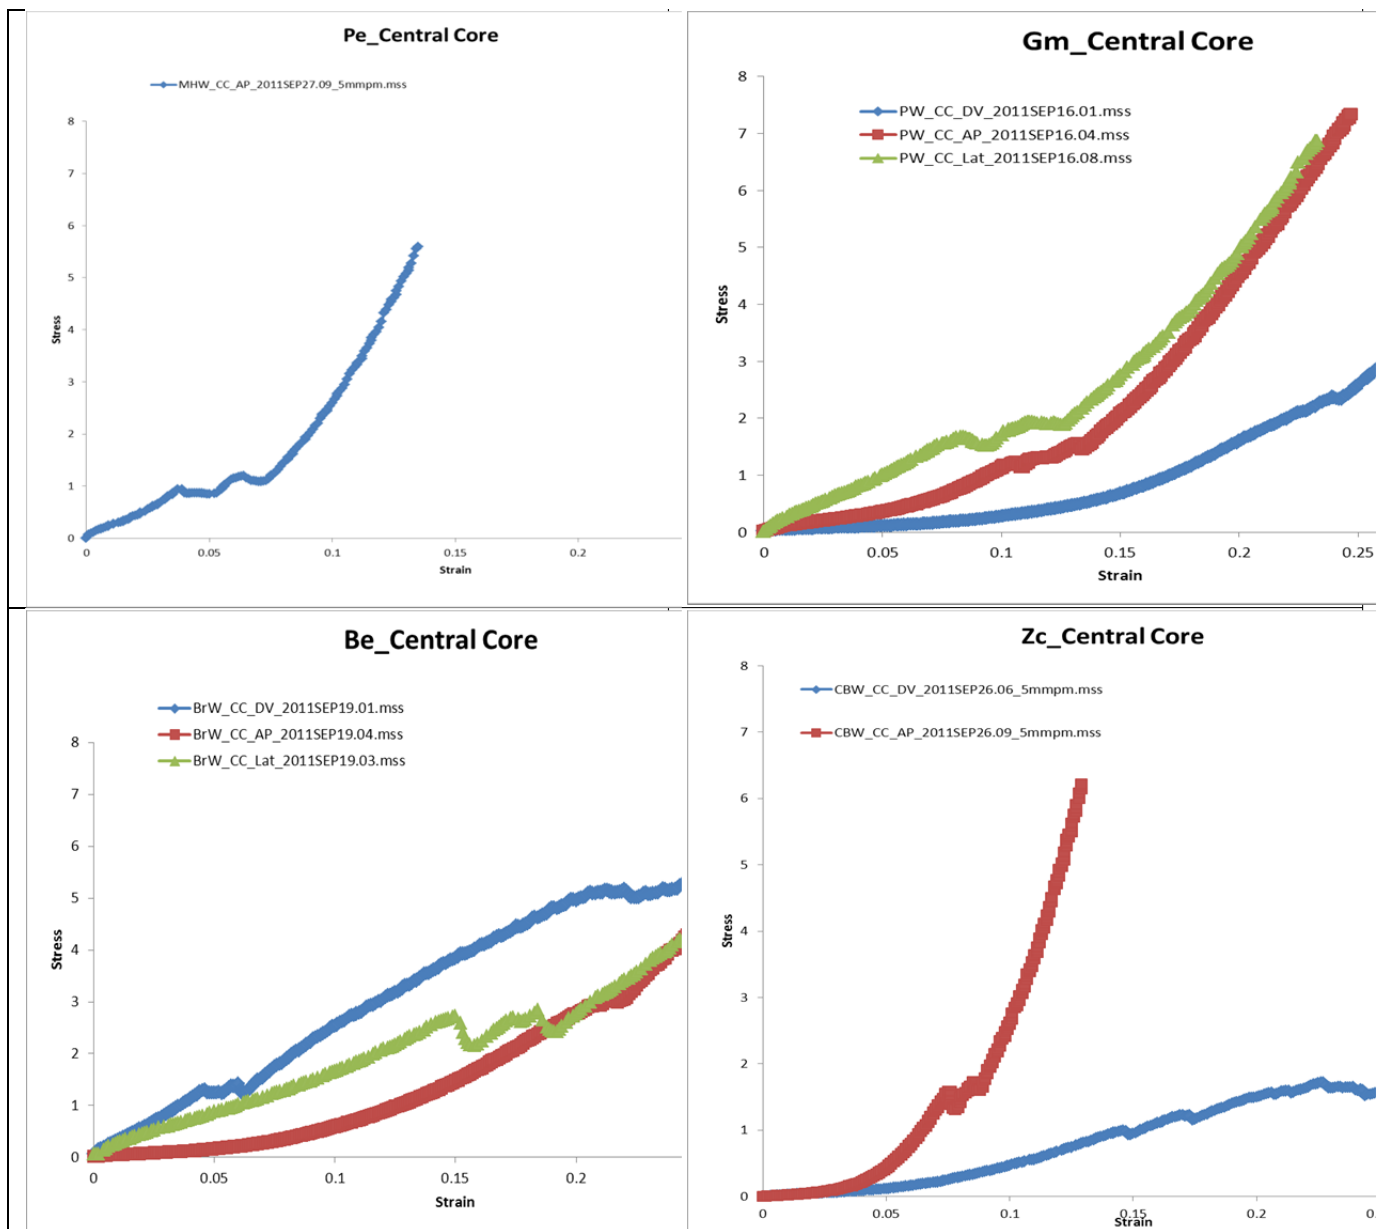 Pe_Central Core
MHW_CC_AP_2011SEP27.09_5mmpm.mss
8
7
6
5
4
3
2
1
0
0 0.05 0.1 0.15 0.2
Stress
Strain
Gm_Central Core
PW_CC_DV_2011SEP16.01.mss
PW_CC_AP_2011SEP16.04.mss
PW_CC_Lat_2011SEP16.08.mss
8
7
6
5
4
3
2
1
0
0 0.05 0.1 0.15 0.2 0.25
Stress
Strain
Be_Central Core
BrW_CC_DV_2011SEP19.01.mss
BrW_CC_AP_2011SEP19.04.mss
BrW_CC_Lat_2011SEP19.03.mss
8
7
6
5
4
3
2
1
0
0 0.05 0.1 0.15 0.2
Stress
Strain
Zc_Central Core
CBW_CC_DV_2011SEP26.06_5mmpm.mss
CBW_CC_AP_2011SEP26.09_5mmpm.mss
8
7
6
5
4
3
2
1
0
0 0.05 0.1 0.15 0.2
Stress
Strain